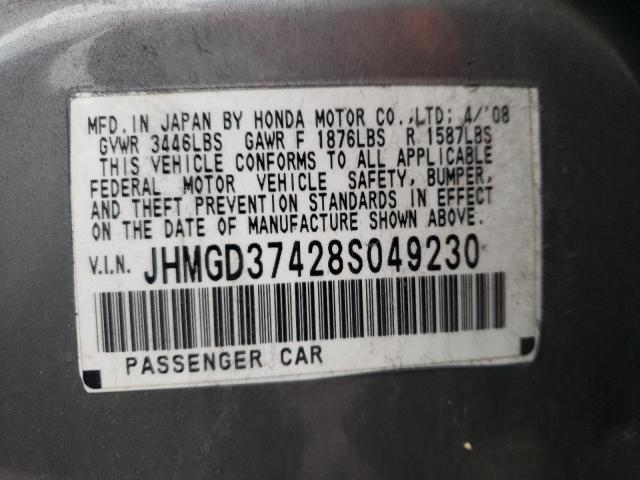 MFD. IN JAPAN BY HONDA MOTOR CO.,LTD; 4/'08
GVWR 3446LBS GAWR F 1876LBS R 1587LBS
THIS VEHICLE CONFORMS TO ALL APPLICABLE
FEDERAL MOTOR VEHICLE SAFETY, BUMPER,
AND THEFT PREVENTION STANDARDS IN EFFECT
ON THE DATE OF MANUFACTURE SHOWN ABOVE.
V.I.N. JHMGD37428S049230
PASSENGER CAR